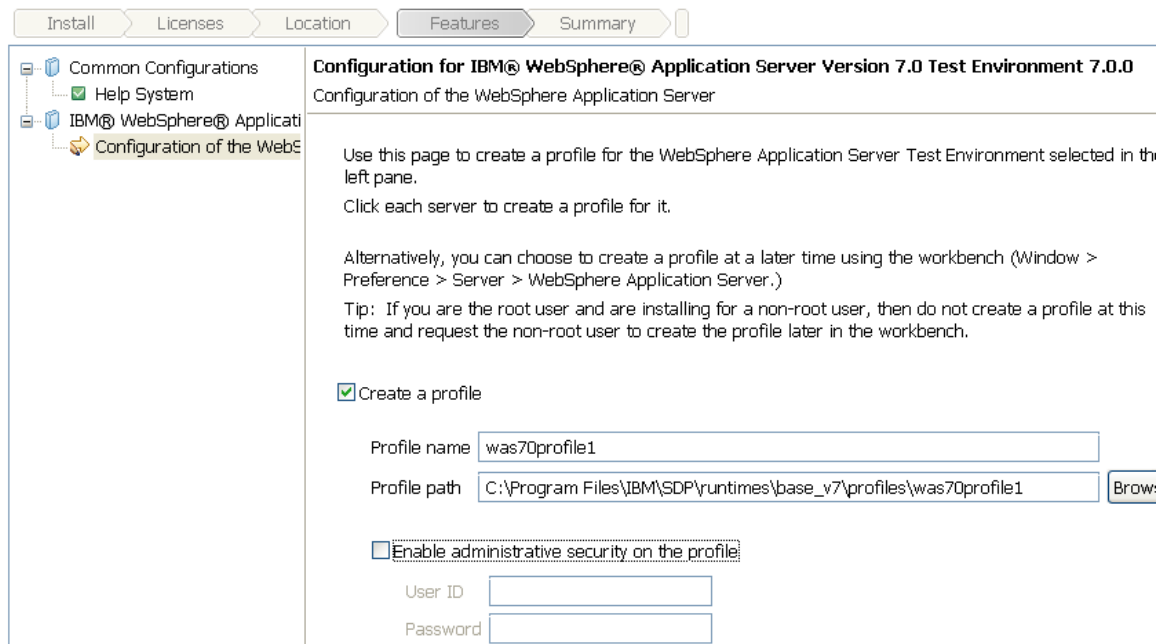 Install Licenses Location Features Summary
Common Configurations
Help System
IBM® WebSphere® Applicati
Configuration of the WebS
Configuration for IBM® WebSphere® Application Server Version 7.0 Test Environment 7.0.0
Configuration of the WebSphere Application Server
Use this page to create a profile for the WebSphere Application Server Test Environment selected in the
left pane.
Click each server to create a profile for it.
Alternatively, you can choose to create a profile at a later time using the workbench (Window >
Preference > Server > WebSphere Application Server.)
Tip: If you are the root user and are installing for a non-root user, then do not create a profile at this
time and request the non-root user to create the profile later in the workbench.
Create a profile
Profile name was70profile1
Profile path C:\Program Files\IBM\SDP\runtimes\base_v7\profiles\was70profile1 Brows
Enable administrative security on the profile
User ID
Password